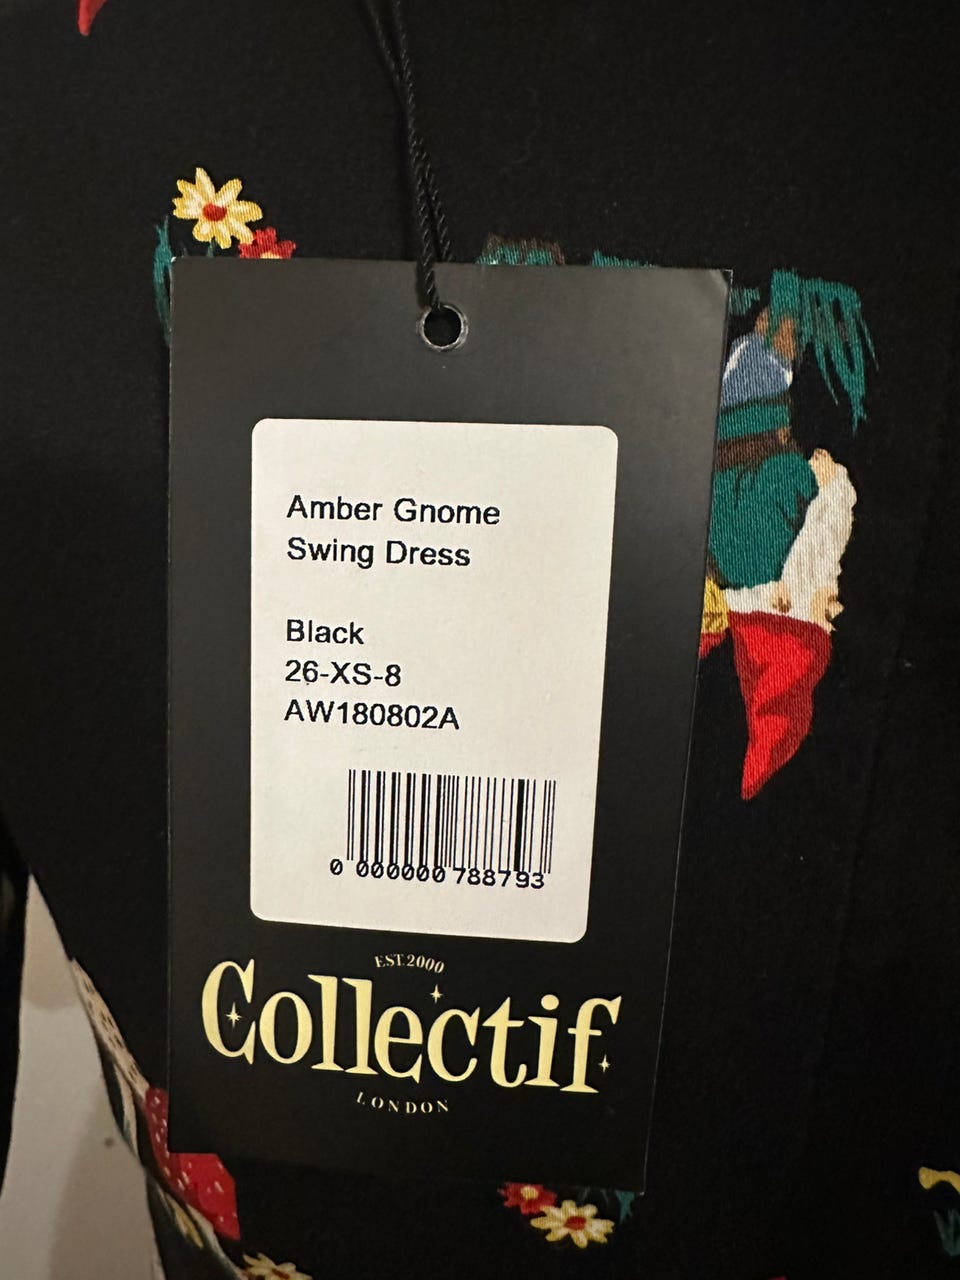 Amber Gnome
Swing Dress
Black
26-XS-8
AW180802A
0 000000 788793
EST.2000
Collectif
LONDON